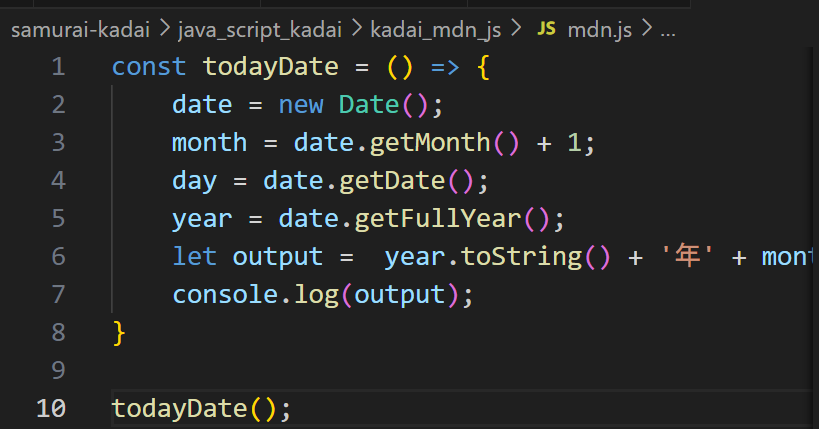 samurai-kadai > java_script_kadai > kadai_mdn_js > JS mdn.js > ...
1 const todayDate = () => {
2 date = new Date();
3 month = date.getMonth() + 1;
4 day = date.getDate();
5 year = date.getFullYear();
6 let output =  year.toString() + '年' + mon
7 console.log(output);
8 }
9
10 todayDate();